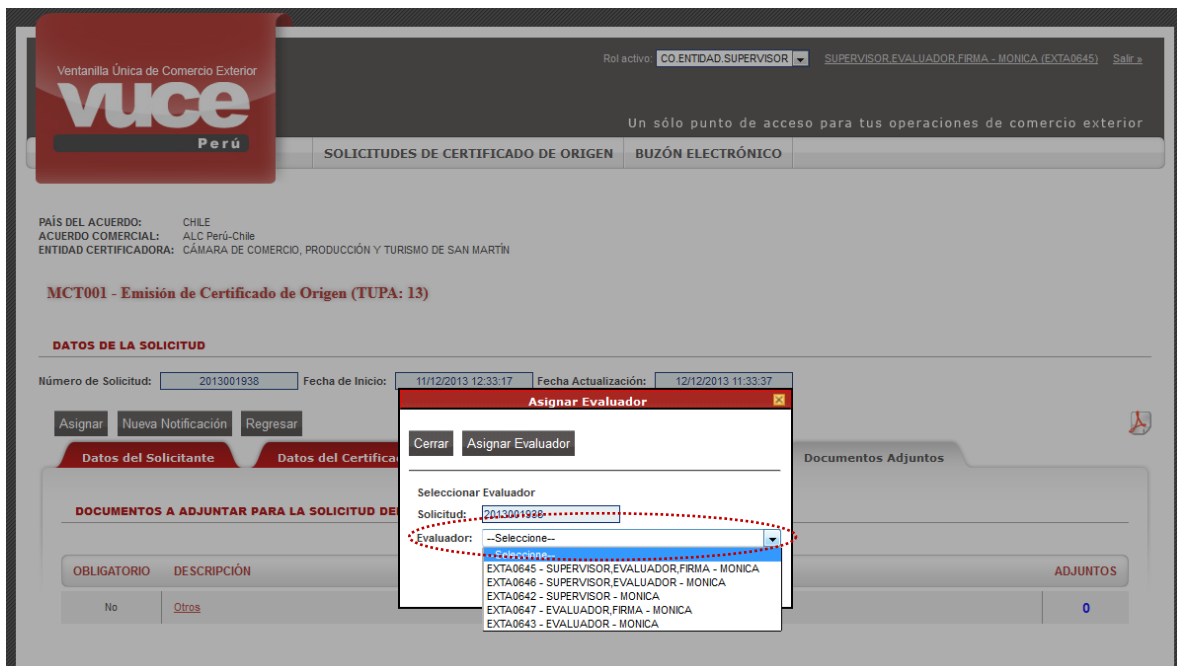 Rol activo: CO.ENTIDAD.SUPERVISOR SUPERVISOR,EVALUADOR,FIRMA - MONICA (EXTA0645) Salir »
Ventanilla Única de Comercio Exterior
vuce
Perú
Un sólo punto de acceso para tus operaciones de comercio exterior
SOLICITUDES DE CERTIFICADO DE ORIGEN BUZÓN ELECTRÓNICO
PAÍS DEL ACUERDO: CHILE
ACUERDO COMERCIAL: ALC Perú-Chile
ENTIDAD CERTIFICADORA: CÁMARA DE COMERCIO, PRODUCCIÓN Y TURISMO DE SAN MARTÍN
MCT001 - Emisión de Certificado de Origen (TUPA: 13)
DATOS DE LA SOLICITUD
Número de Solicitud: 2013001938 Fecha de Inicio: 11/12/2013 12:33:17 Fecha Actualización: 12/12/2013 11:33:37
Asignar Nueva Notificación Regresar
Datos del Solicitante Datos del Certifica Documentos Adjuntos
DOCUMENTOS A ADJUNTAR PARA LA SOLICITUD DE
OBLIGATORIO DESCRIPCIÓN ADJUNTOS
No Otros 0
Asignar Evaluador
Cerrar Asignar Evaluador
Seleccionar Evaluador
Solicitud: 2013001938
Evaluador: --Seleccione--
--Seleccione--
EXTA0645 - SUPERVISOR,EVALUADOR,FIRMA - MONICA
EXTA0646 - SUPERVISOR,EVALUADOR - MONICA
EXTA0642 - SUPERVISOR - MONICA
EXTA0647 - EVALUADOR,FIRMA - MONICA
EXTA0643 - EVALUADOR - MONICA